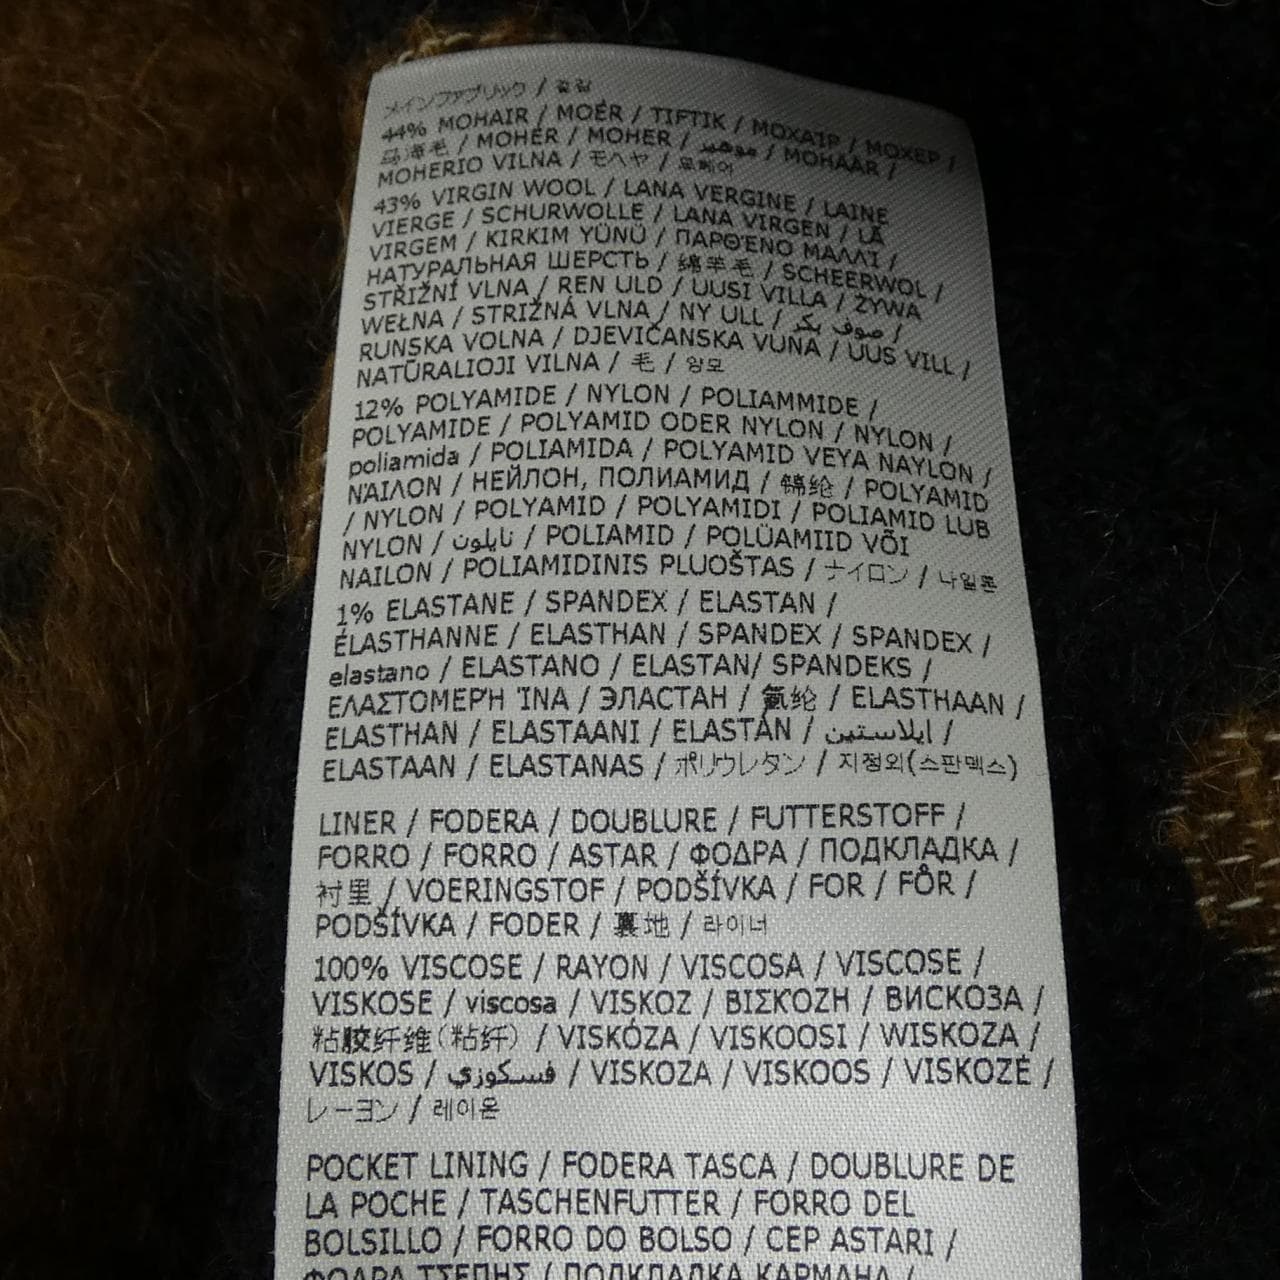 メインファブリック / 겉감
44% MOHAIR / MOÉR / TIFTIK / ΜΟΧΑΊΡ / МОХЕР /
马海毛 / MOHÉR / MOHER / موهير / MOHAAR /
MOHERIO VILNA / モヘヤ / 모헤어
43% VIRGIN WOOL / LANA VERGINE / LAINE
VIERGE / SCHURWOLLE / LANA VIRGEN / LÃ
VIRGEM / KIRKIM YÜNÜ / ΠΑΡΘΈΝΟ ΜΑΛΛΊ /
НАТУРАЛЬНАЯ ШЕРСТЬ / 绵羊毛 / SCHEERWOL /
STŘIŽNÍ VLNA / REN ULD / UUSI VILLA / ŻYWA
WEŁNA / STRIŽNÁ VLNA / NY ULL / صوف بكر /
RUNSKA VOLNA / DJEVIČANSKA VUNA / UUS VILL /
NATŪRALIOJI VILNA / 毛 / 양모
12% POLYAMIDE / NYLON / POLIAMMIDE /
POLYAMIDE / POLYAMID ODER NYLON / NYLON /
poliamida / POLIAMIDA / POLYAMID VEYA NAYLON /
ΝΆΙΛΟΝ / НЕЙЛОН, ПОЛИАМИД / 锦纶 / POLYAMID
/ NYLON / POLYAMID / POLYAMIDI / POLIAMID LUB
NYLON / نايلون / POLIAMID / POLÜAMIID VÕI
NAILON / POLIAMIDINIS PLUOŠTAS / ナイロン / 나일론
1% ELASTANE / SPANDEX / ELASTAN /
ÉLASTHANNE / ELASTHAN / SPANDEX / SPANDEX /
elastano / ELASTANO / ELASTAN/ SPANDEKS /
ΕΛΑΣΤΟΜΕΡΉ ΊΝΑ / ЭЛАСТАН / 氨纶 / ELASTHAAN /
ELASTHAN / ELASTAANI / ELASTÁN / ايلاستين /
ELASTAAN / ELASTANAS / ポリウレタン / 지정외(스판덱스)
LINER / FODERA / DOUBLURE / FUTTERSTOFF /
FORRO / FORRO / ASTAR / ΦΟΔΡΑ / ПОДКЛАДКА /
衬里 / VOERINGSTOF / PODŠÍVKA / FOR / FÔR /
PODŠÍVKA / FODER / 裏地 / 라이너
100% VISCOSE / RAYON / VISCOSA / VISCOSE /
VISKOSE / viscosa / VISKOZ / ΒΙΣΚΌΖΗ / ВИСКОЗА /
粘胶纤维(粘纤) / VISKÓZA / VISKOOSI / WISKOZA /
VISKOS / فسكوزي / VISKOZA / VISKOOS / VISKOZĖ /
レーヨン / 레이온
POCKET LINING / FODERA TASCA / DOUBLURE DE
LA POCHE / TASCHENFUTTER / FORRO DEL
BOLSILLO / FORRO DO BOLSO / CEP ASTARI /
ΦΟΔΡΑ ΤΣΕΠΗΣ / ПОДКЛАДКА КАРМАНА /